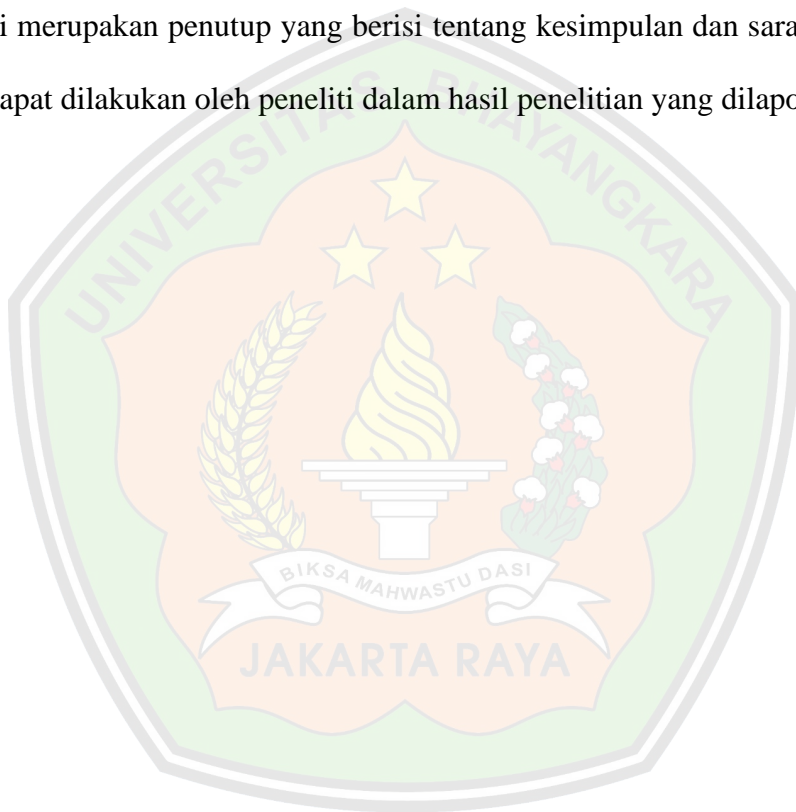 i merupakan penutup yang berisi tentang kesimpulan dan sara
apat dilakukan oleh peneliti dalam hasil penelitian yang dilapo
UNIVERSITAS BHAYANGKARA
BIKSA MAHWASTU DASI
JAKARTA RAYA